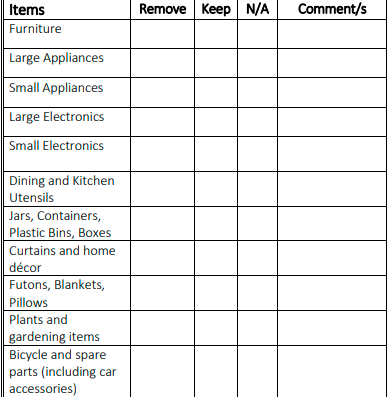 Items Remove Keep N/A Comment/s
Furniture
Large Appliances
Small Appliances
Large Electronics
Small Electronics
Dining and Kitchen
Utensils
Jars, Containers,
Plastic Bins, Boxes
Curtains and home
décor
Futons, Blankets,
Pillows
Plants and
gardening items
Bicycle and spare
parts (including car
accessories)